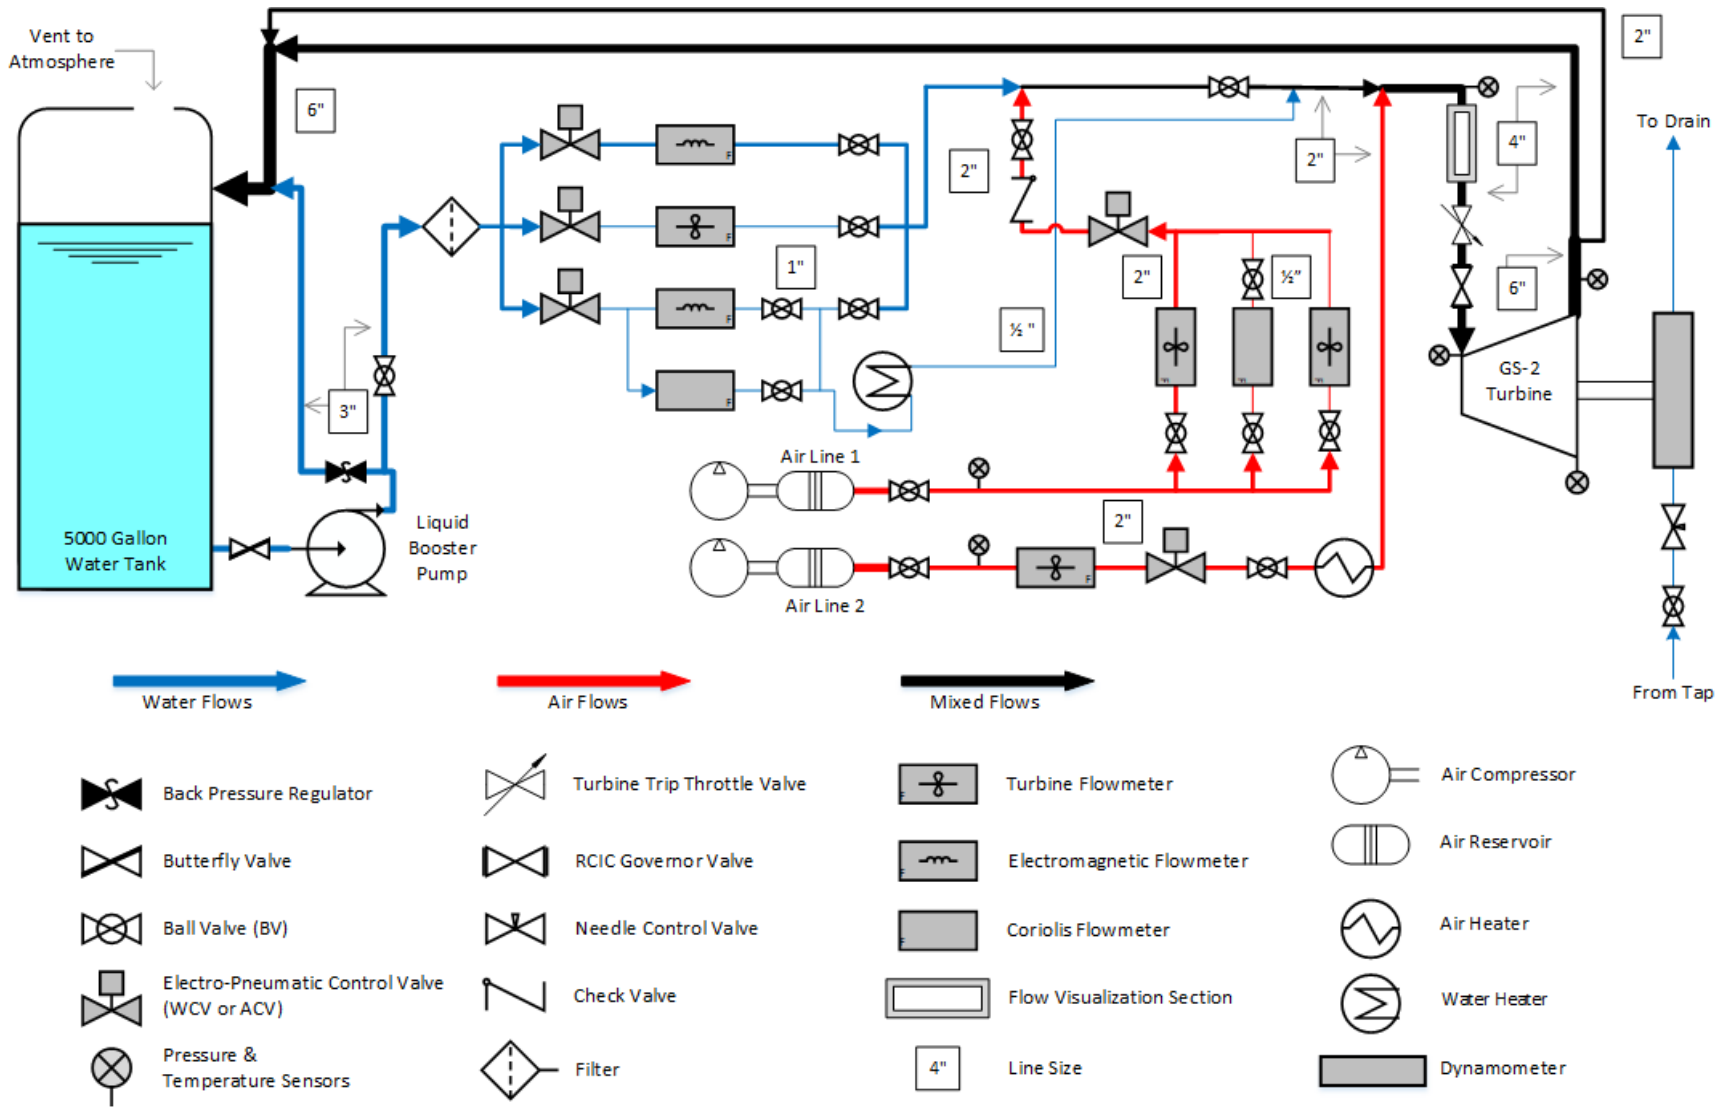 Vent to
Atmosphere
6"
2"
4"
2"
To Drain
2"
1"
2"
½"
6"
½ "
3"
GS-2
Turbine
Air Line 1
2"
5000 Gallon
Water Tank
Liquid
Booster
Pump
Air Line 2
From Tap
Water Flows
Air Flows
Mixed Flows
Back Pressure Regulator
Turbine Trip Throttle Valve
Turbine Flowmeter
Air Compressor
Butterfly Valve
RCIC Governor Valve
Electromagnetic Flowmeter
Air Reservoir
Ball Valve (BV)
Needle Control Valve
Coriolis Flowmeter
Air Heater
Electro-Pneumatic Control Valve
(WCV or ACV)
Check Valve
Flow Visualization Section
Water Heater
Pressure &
Temperature Sensors
Filter
4"
Line Size
Dynamometer